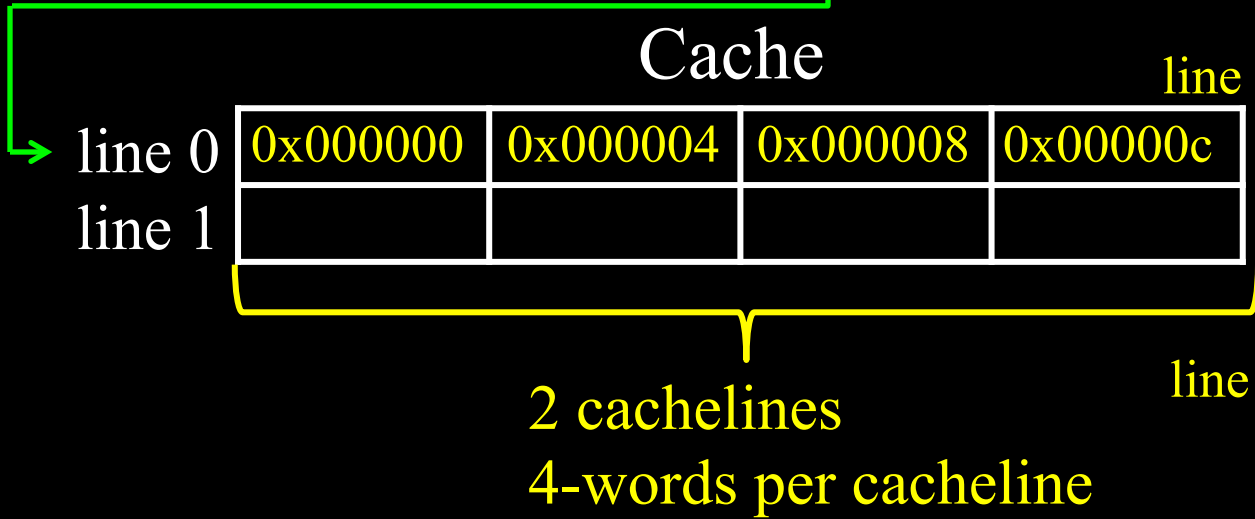 Cache
line
line 0 0x000000 0x000004 0x000008 0x00000c
line 1
line
2 cachelines
4-words per cacheline